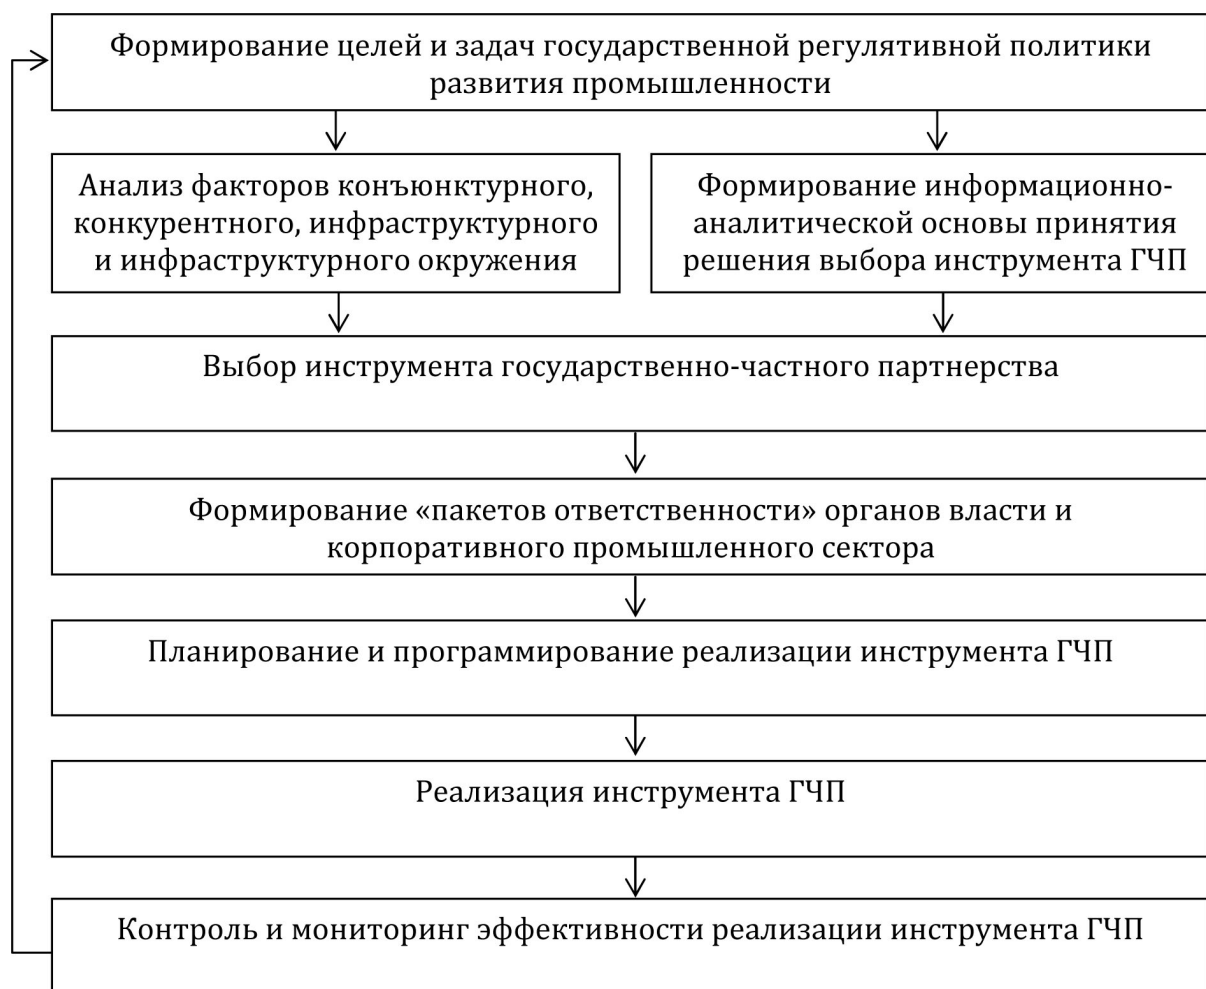 Формирование целей и задач государственной регулятивной политики
развития промышленности
Анализ факторов конъюнктурного,
конкурентного, инфраструктурного
и инфраструктурного окружения
Формирование информационно-
аналитической основы принятия
решения выбора инструмента ГЧП
Выбор инструмента государственно-частного партнерства
Формирование «пакетов ответственности» органов власти и
корпоративного промышленного сектора
Планирование и программирование реализации инструмента ГЧП
Реализация инструмента ГЧП
Контроль и мониторинг эффективности реализации инструмента ГЧП